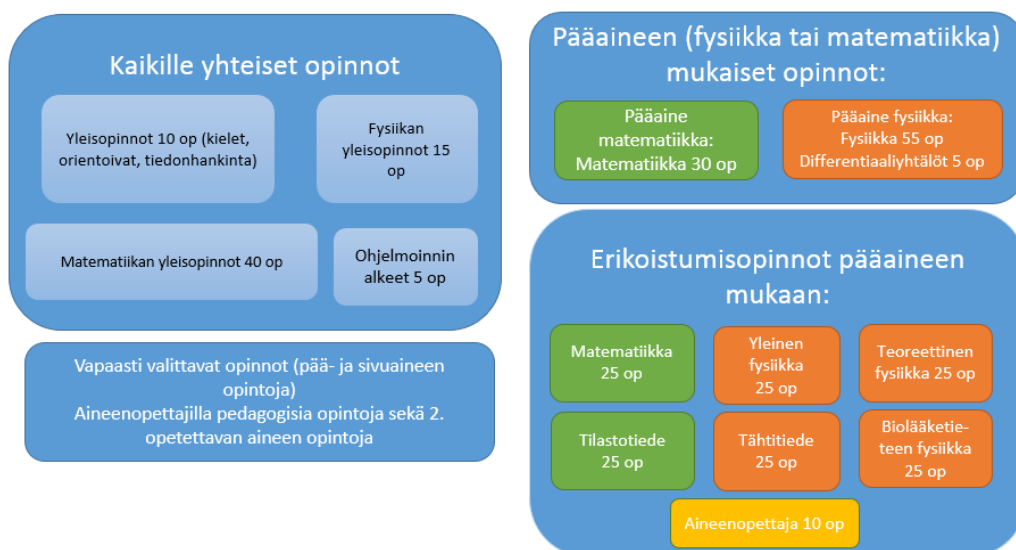 Kaikille yhteiset opinnot
Yleisopinnot 10 op (kielet,
orientoivat, tiedonhankinta)
Fysiikan
yleisopinnot 15
op
Matematiikan yleisopinnot 40 op
Ohjelmoinnin
alkeet 5 op
Vapaasti valittavat opinnot (pää- ja sivuaineen
opintoja)
Aineenopettajilla pedagogisia opintoja sekä 2.
opetettavan aineen opintoja
Pääaineen (fysiikka tai matematiikka)
mukaiset opinnot:
Pääaine
matematiikka:
Matematiikka 30 op
Pääaine fysiikka:
Fysiikka 55 op
Differentiaaliyhtälöt 5 op
Erikoistumisopinnot pääaineen
mukaan:
Matematiikka
25 op
Yleinen
fysiikka
25 op
Teoreettinen
fysiikka 25 op
Tilastotiede
25 op
Tähtitiede
25 op
Biolääketie-
teen fysiikka
25 op
Aineenopettaja 10 op